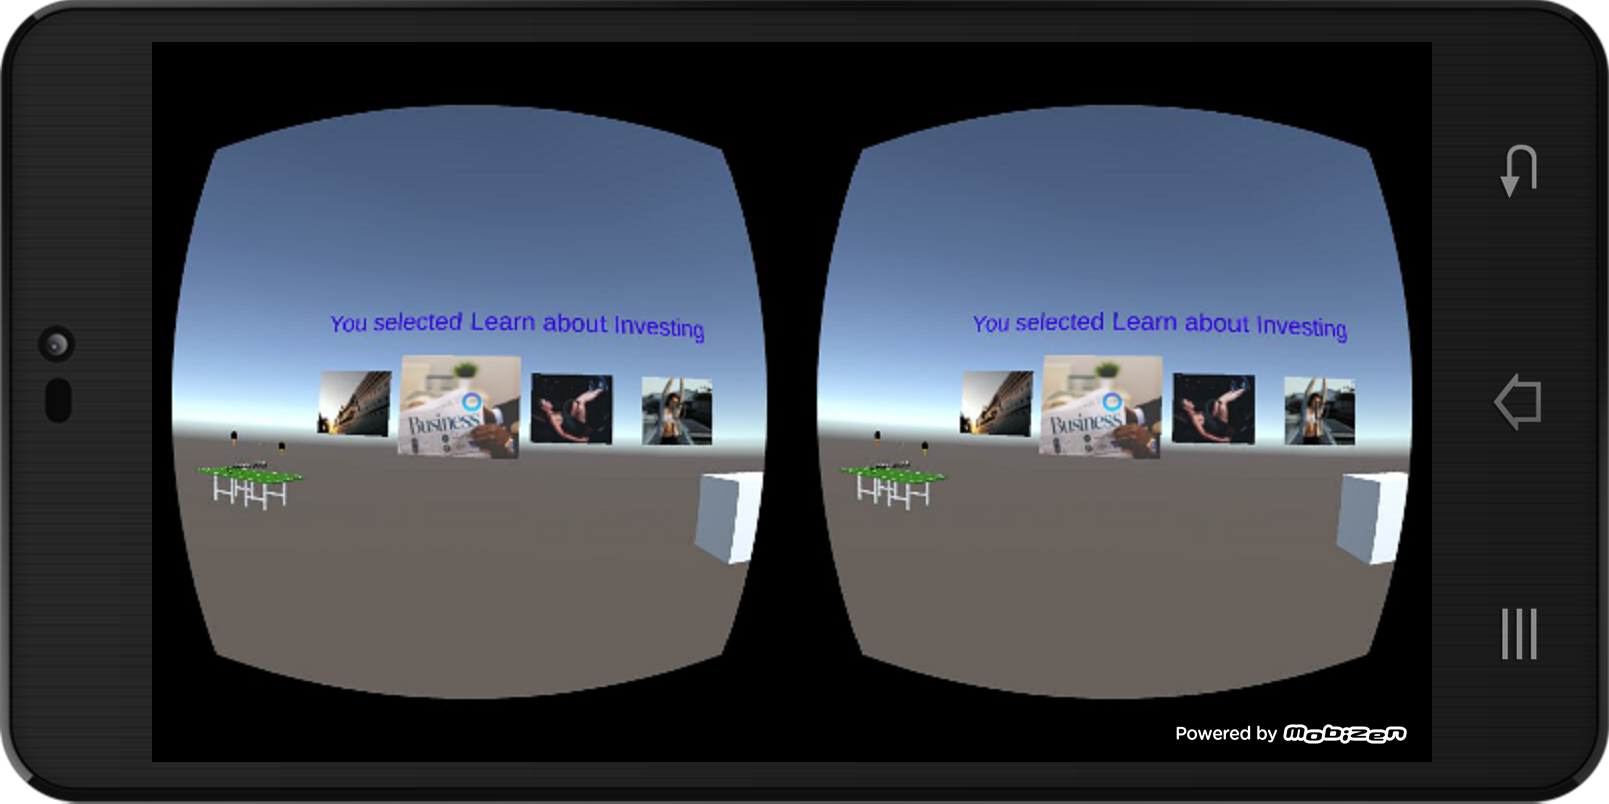 You selected Learn about Investing
You selected Learn about Investing
Business
Business
Powered by mobizen